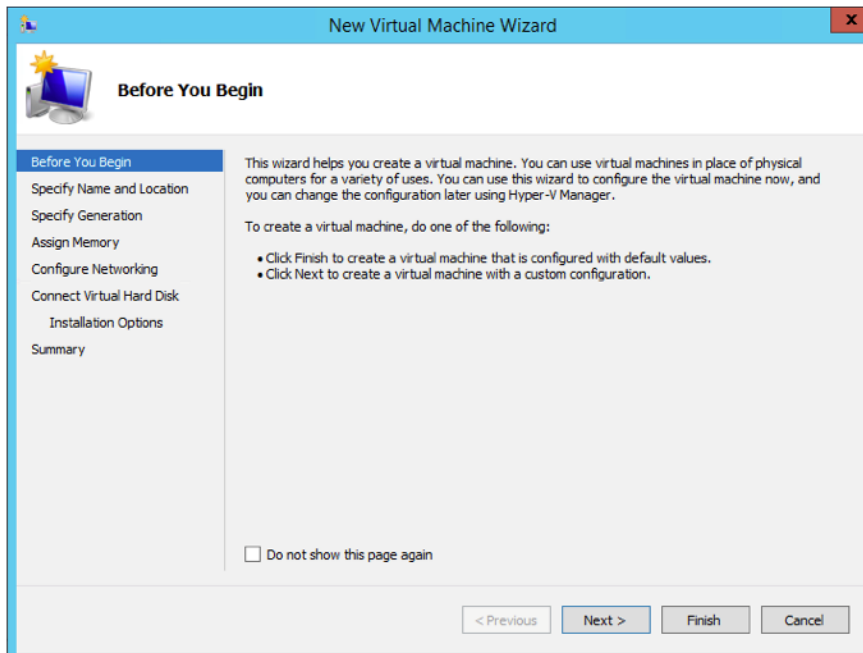 New Virtual Machine Wizard
x
Before You Begin
Before You Begin
Specify Name and Location
Specify Generation
Assign Memory
Configure Networking
Connect Virtual Hard Disk
Installation Options
Summary
This wizard helps you create a virtual machine. You can use virtual machines in place of physical
computers for a variety of uses. You can use this wizard to configure the virtual machine now, and
you can change the configuration later using Hyper-V Manager.
To create a virtual machine, do one of the following:
• Click Finish to create a virtual machine that is configured with default values.
• Click Next to create a virtual machine with a custom configuration.
Do not show this page again
< Previous
Next >
Finish
Cancel